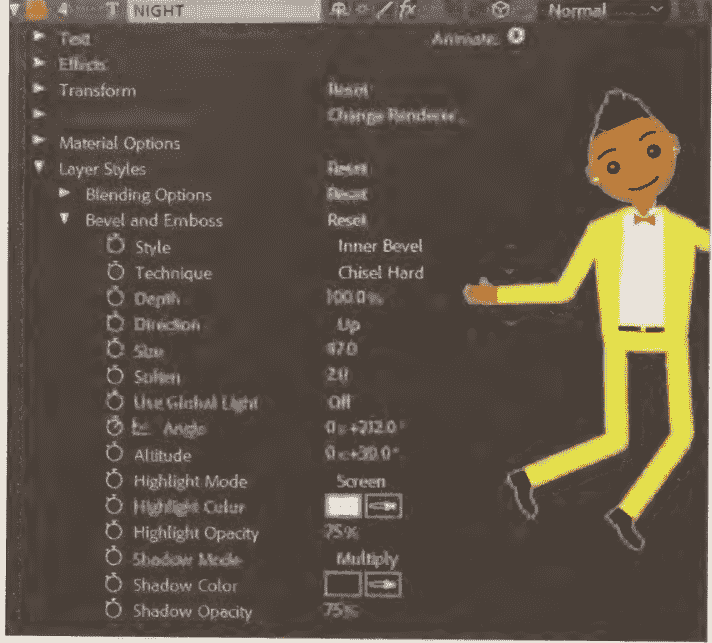 4 T NIGHT fx Normal
Text Animate:
Effects
Transform Reset
Change Renderer...
Material Options
Layer Styles Reset
Blending Options Reset
Bevel and Emboss Reset
Style Inner Bevel
Technique Chisel Hard
Depth 100.0%
Direction Up
Size 47.0
Soften 2.0
Use Global Light Off
Angle 0x+212.0°
Altitude 0x+30.0°
Highlight Mode Screen
Highlight Color
Highlight Opacity 75%
Shadow Mode Multiply
Shadow Color
Shadow Opacity 75%